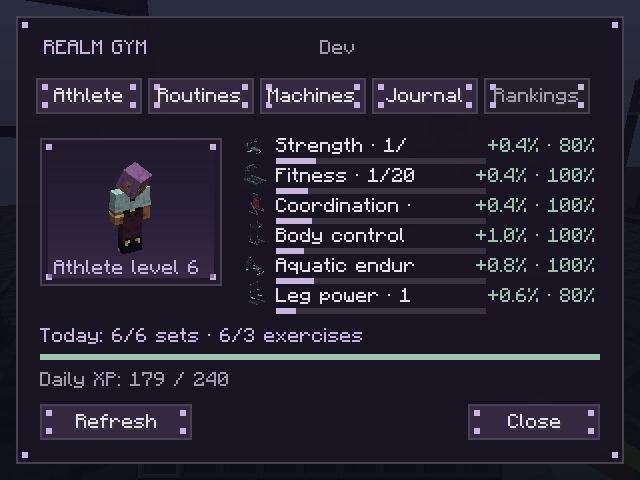 REALM GYM
Dev
Athlete
Routines
Machines
Journal
Rankings
Strength · 1/ +0.4% · 80%
Fitness · 1/20 +0.4% · 100%
Coordination · +0.4% · 100%
Body control +1.0% · 100%
Aquatic endur +0.8% · 100%
Leg power · 1 +0.6% · 80%
Athlete level 6
Today: 6/6 sets · 6/3 exercises
Daily XP: 179 / 240
Refresh
Close